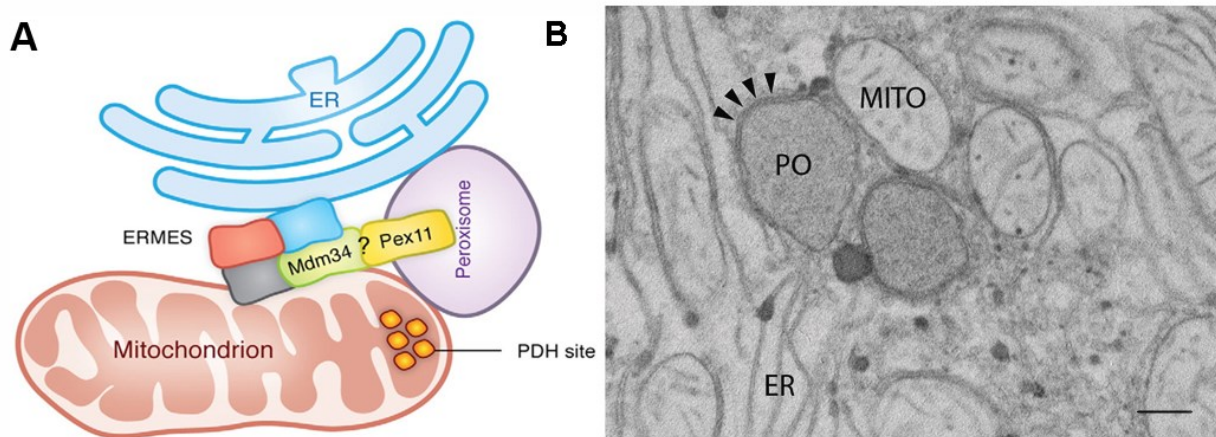 A
ER
ERMES
Mdm34
?
Pex11
Peroxisome
Mitochondrion
PDH site
B
MITO
PO
ER